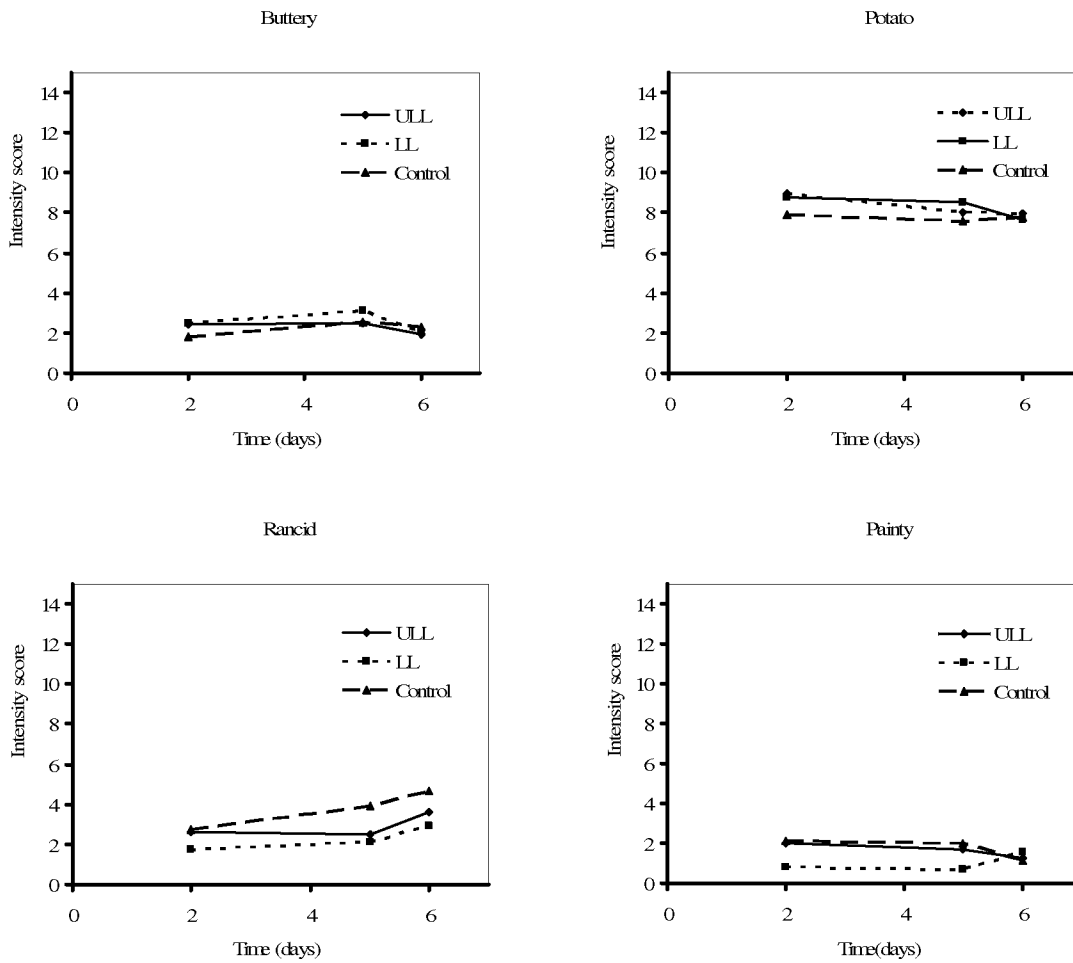 Buttery
14
12
10
8
6
4
2
0
0 2 4 6
Intensity score
Time (days)
ULL
LL
Control
Potato
14
12
10
8
6
4
2
0
0 2 4 6
Intensity score
Time (days)
ULL
LL
Control
Rancid
14
12
10
8
6
4
2
0
0 2 4 6
Intensity score
Time (days)
ULL
LL
Control
Painty
14
12
10
8
6
4
2
0
0 2 4 6
Intensity score
Time(days)
ULL
LL
Control